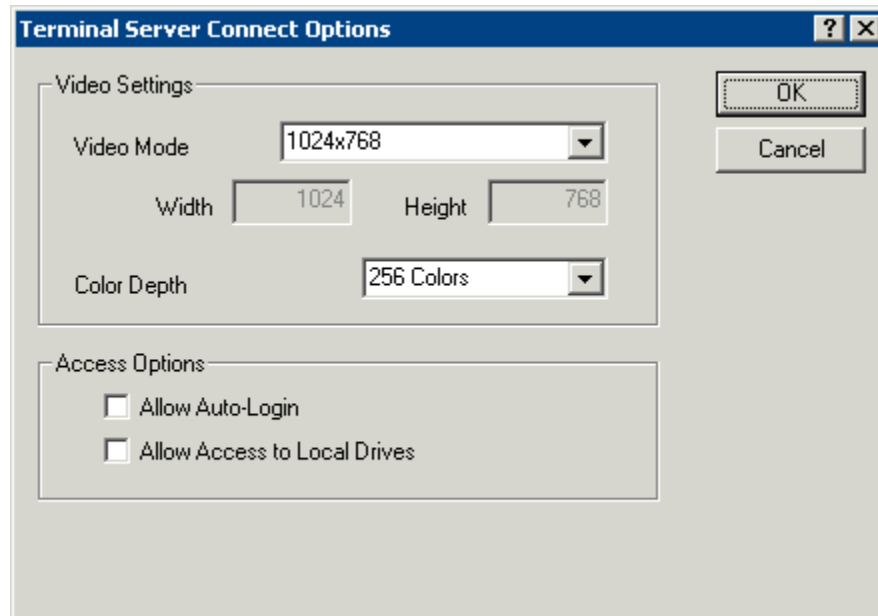 Terminal Server Connect Options
Video Settings
OK
Video Mode 1024x768
Cancel
Width 1024 Height 768
Color Depth 256 Colors
Access Options
Allow Auto-Login
Allow Access to Local Drives